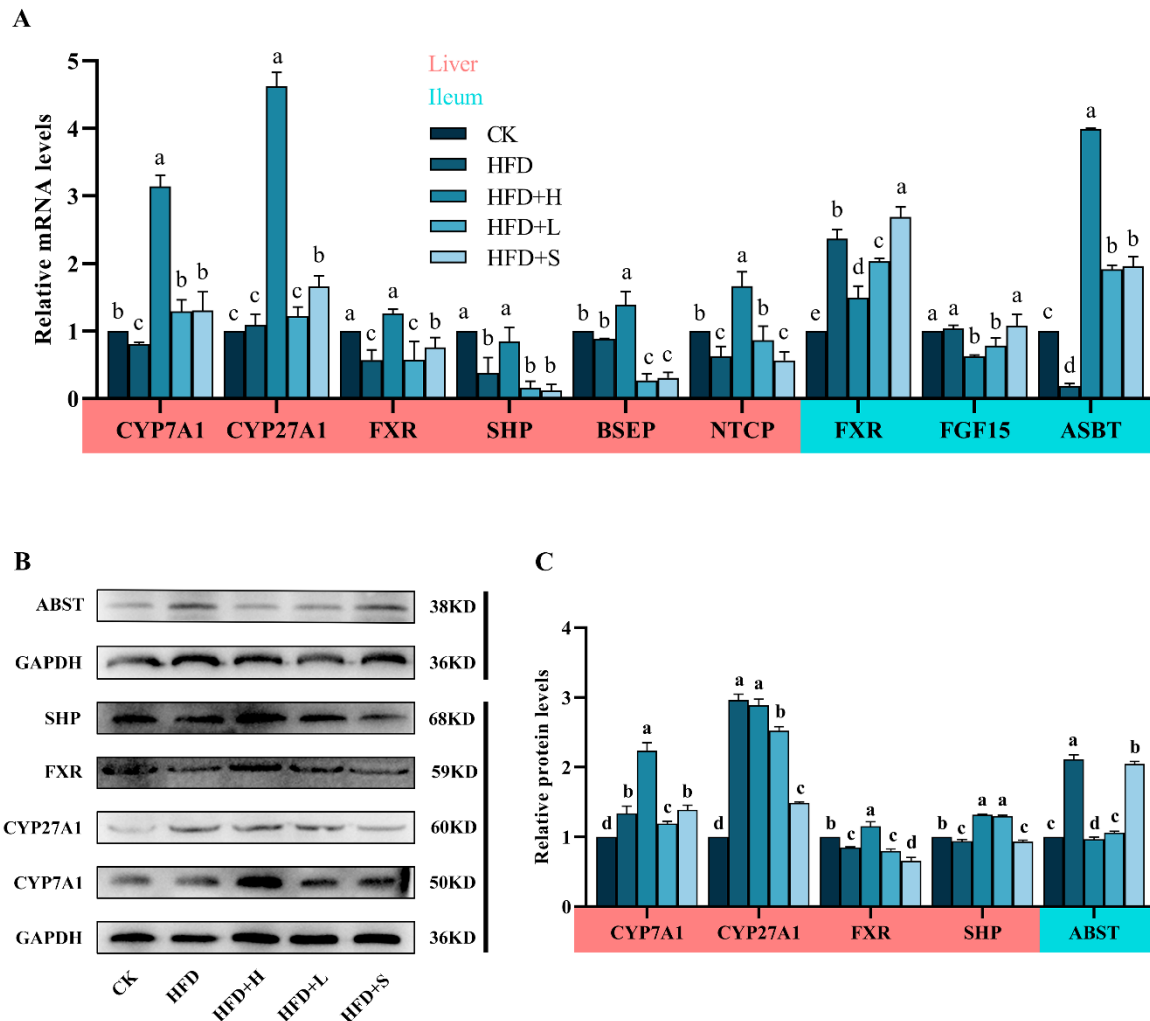 A
Liver
Ileum
CK
HFD
HFD+H
HFD+L
HFD+S
Relative mRNA levels
5
4
3
2
1
0
b c a b b
c c a c b
a c a c b
a b a b b
b b a c c
b c a b c
e b d c a
a a b b a
c d a b b
CYP7A1 CYP27A1 FXR SHP BSEP NTCP FXR FGF15 ASBT
B
ABST 38KD
GAPDH 36KD
SHP 68KD
FXR 59KD
CYP27A1 60KD
CYP7A1 50KD
GAPDH 36KD
CK HFD HFD+H HFD+L HFD+S
C
Relative protein levels
4
3
2
1
0
d b a c b
d a a b c
b c a c d
b c a a c
c a d c b
CYP7A1 CYP27A1 FXR SHP ABST